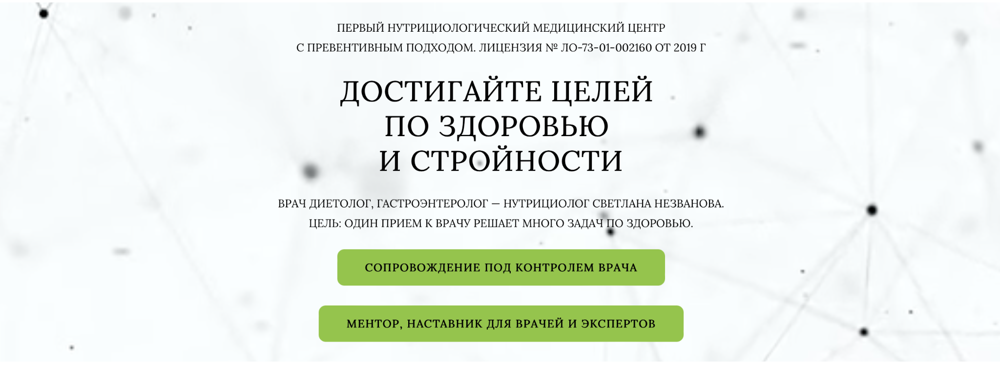 ПЕРВЫЙ НУТРИЦИОЛОГИЧЕСКИЙ МЕДИЦИНСКИЙ ЦЕНТР
С ПРЕВЕНТИВНЫМ ПОДХОДОМ. ЛИЦЕНЗИЯ № ЛО-73-01-002160 ОТ 2019 Г
ДОСТИГАЙТЕ ЦЕЛЕЙ
ПО ЗДОРОВЬЮ
И СТРОЙНОСТИ
ВРАЧ ДИЕТОЛОГ, ГАСТРОЭНТЕРОЛОГ — НУТРИЦИОЛОГ СВЕТЛАНА НЕЗВАНОВА.
ЦЕЛЬ: ОДИН ПРИЕМ К ВРАЧУ РЕШАЕТ МНОГО ЗАДАЧ ПО ЗДОРОВЬЮ.
СОПРОВОЖДЕНИЕ ПОД КОНТРОЛЕМ ВРАЧА
МЕНТОР, НАСТАВНИК ДЛЯ ВРАЧЕЙ И ЭКСПЕРТОВ